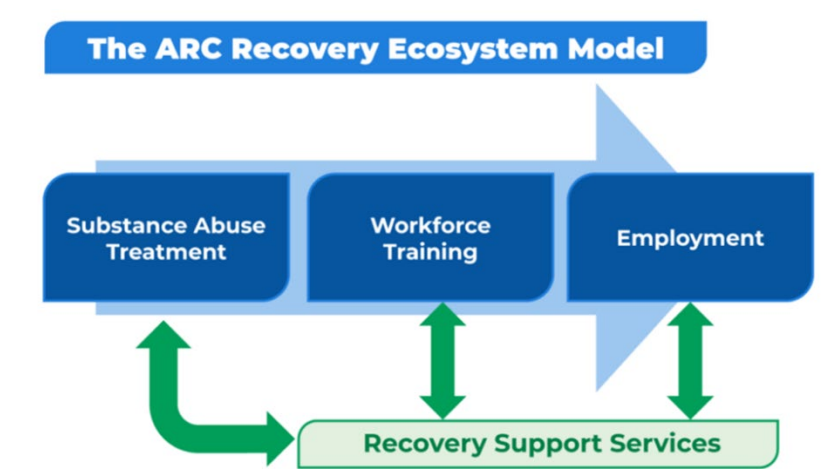 The ARC Recovery Ecosystem Model
Substance Abuse
Treatment
Workforce
Training
Employment
Recovery Support Services